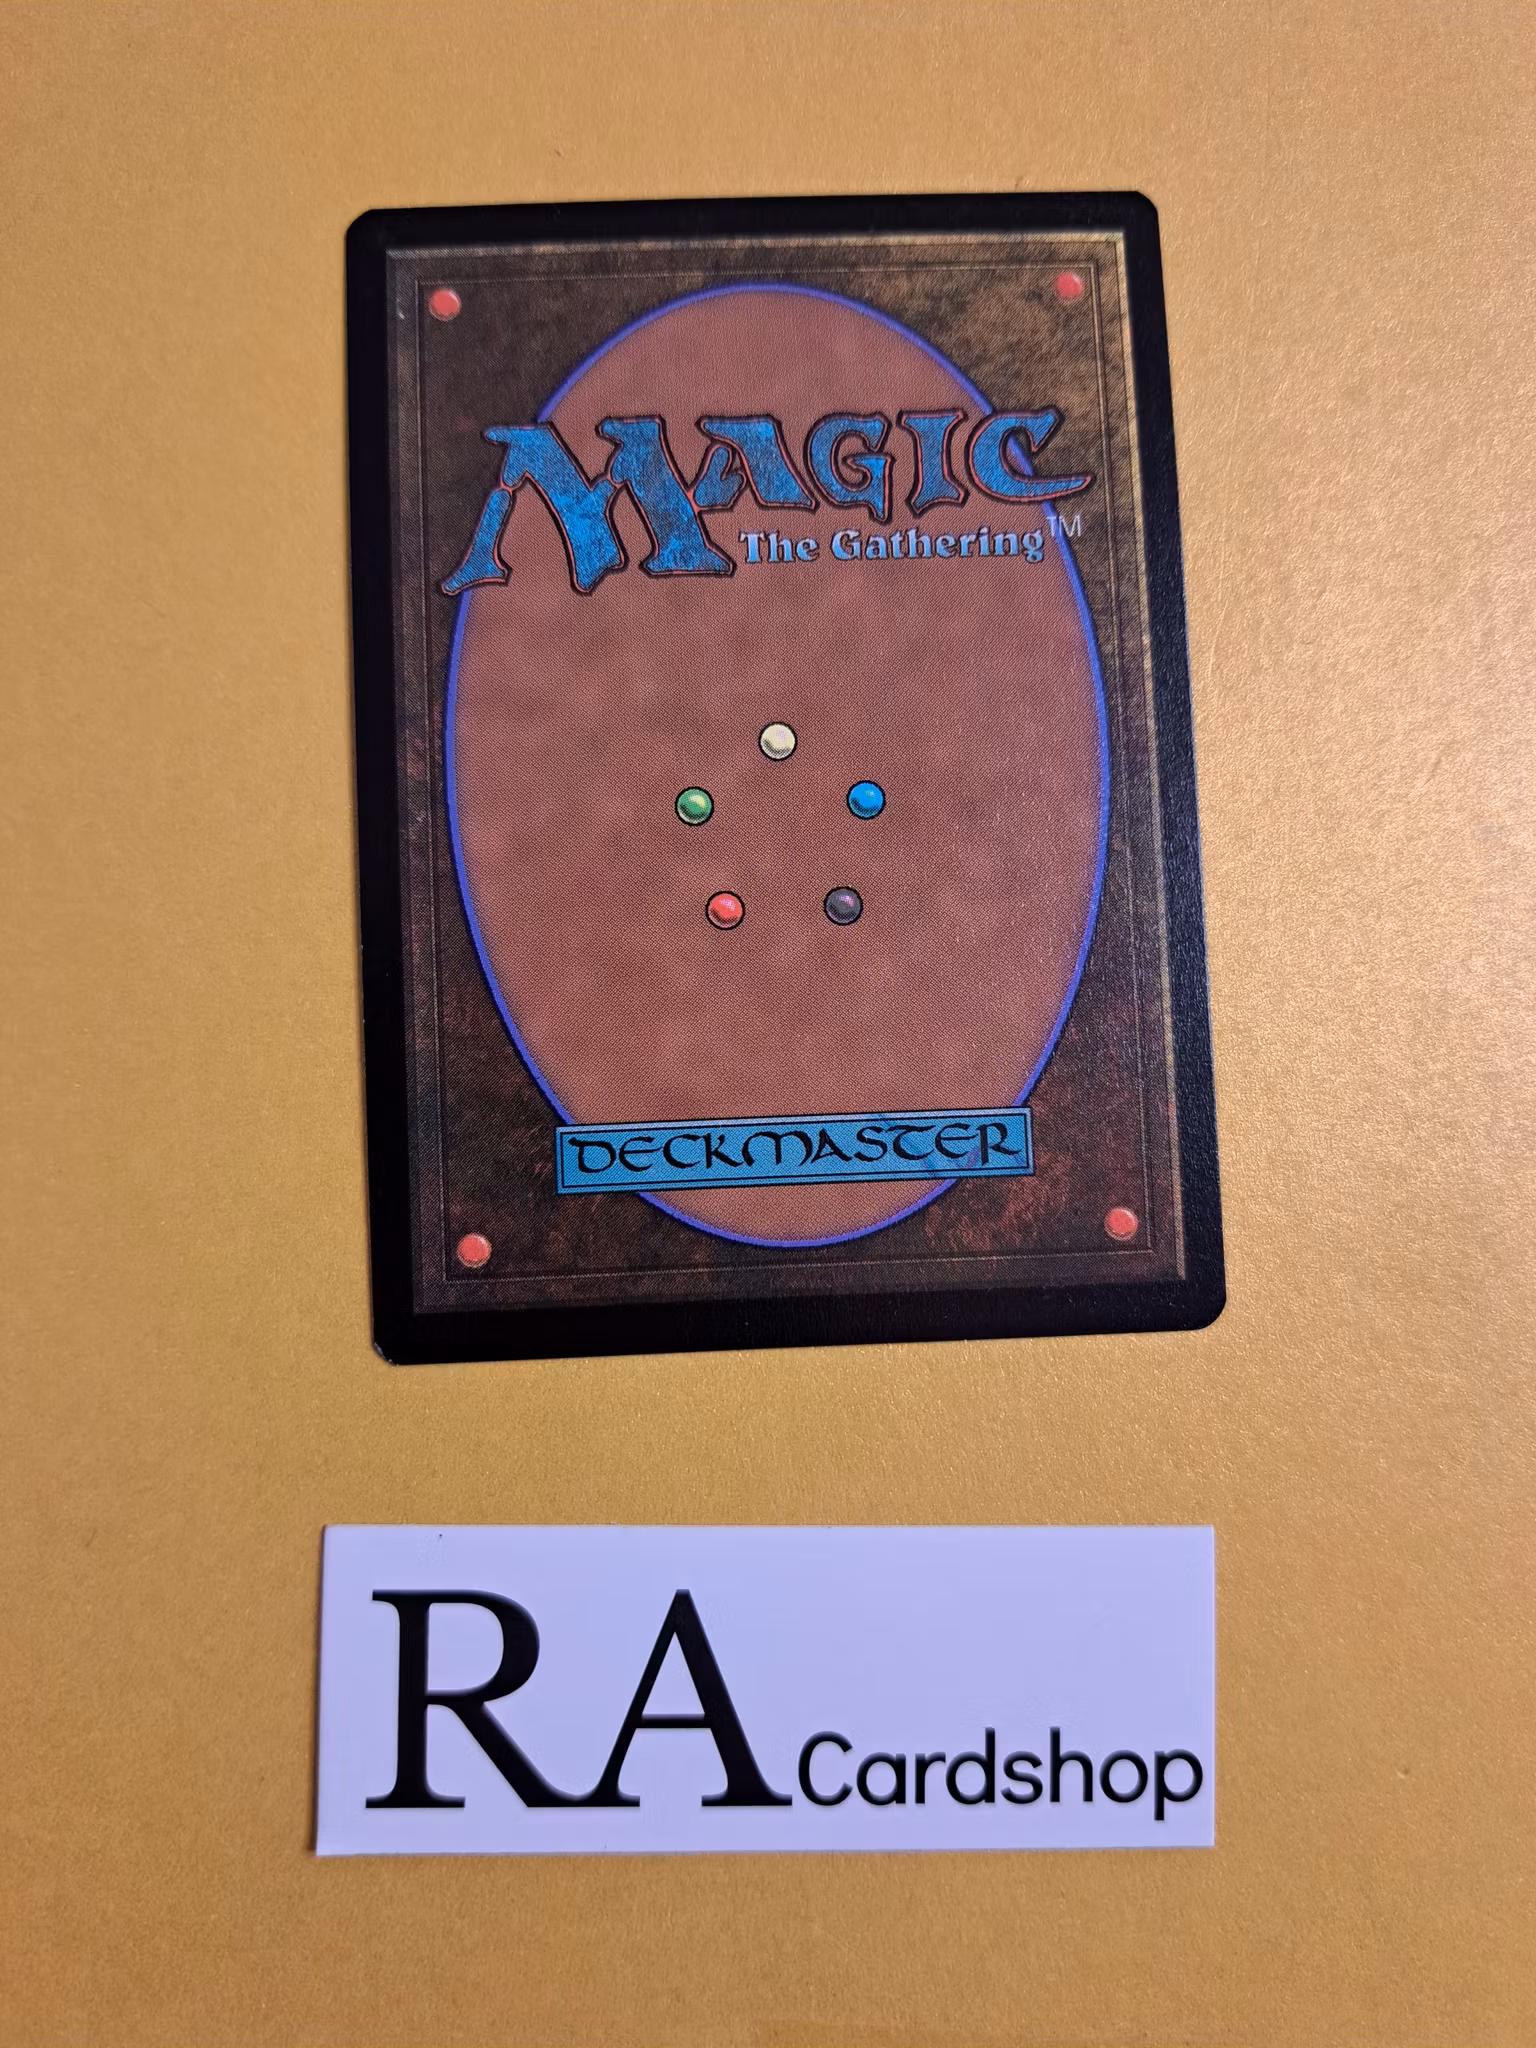 MAGIC
The Gathering™
DECKMASTER
RA Cardshop